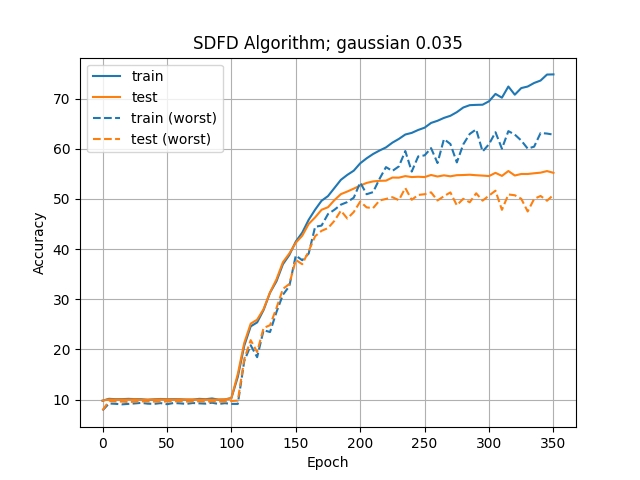 SDFD Algorithm; gaussian 0.035
train
test
train (worst)
test (worst)
Accuracy
70
60
50
40
30
20
10
0 50 100 150 200 250 300 350
Epoch